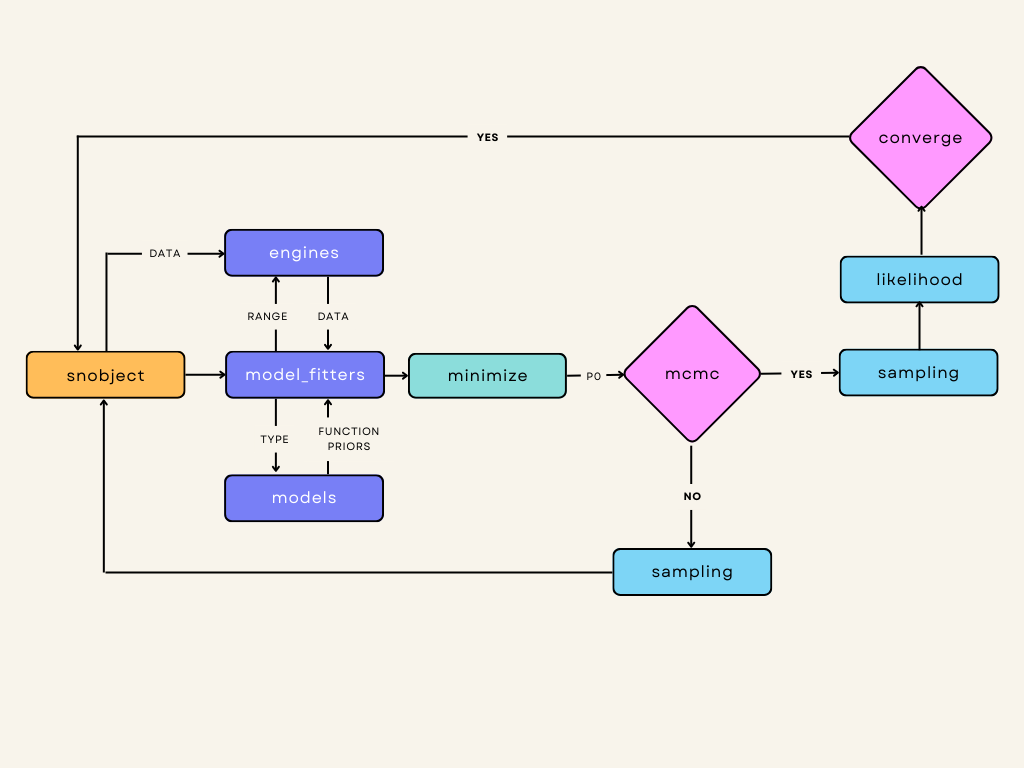 converge
YES
DATA
engines
likelihood
RANGE
DATA
snobject
model_fitters
minimize
P0
mcmc
YES
sampling
TYPE
FUNCTION
PRIORS
models
NO
sampling